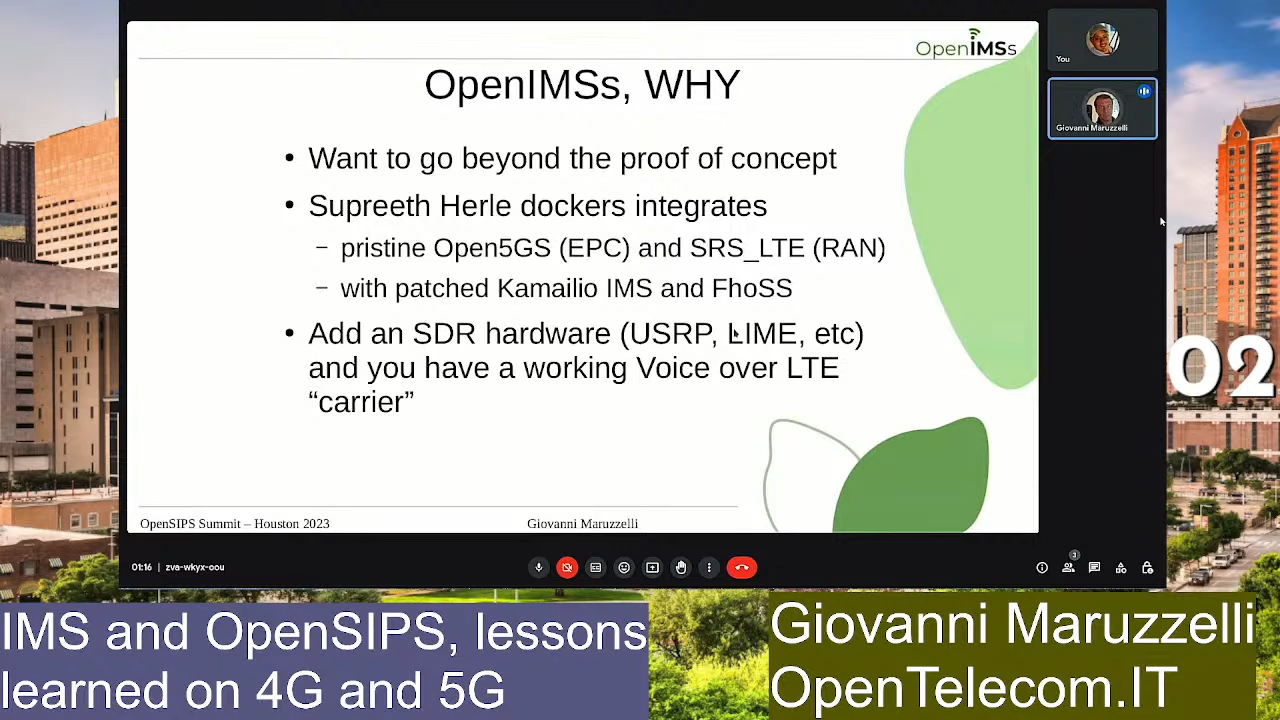 OpenIMSs
OpenIMSs, WHY
• Want to go beyond the proof of concept
• Supreeth Herle dockers integrates
– pristine Open5GS (EPC) and SRS_LTE (RAN)
– with patched Kamailio IMS and FhoSS
• Add an SDR hardware (USRP, LIME, etc)
and you have a working Voice over LTE
“carrier”
OpenSIPS Summit – Houston 2023
Giovanni Maruzzelli
You
Giovanni Maruzzelli
02
01:16 | zva-wkyx-oou
3
IMS and OpenSIPS, lessons
learned on 4G and 5G
Giovanni Maruzzelli
OpenTelecom.IT